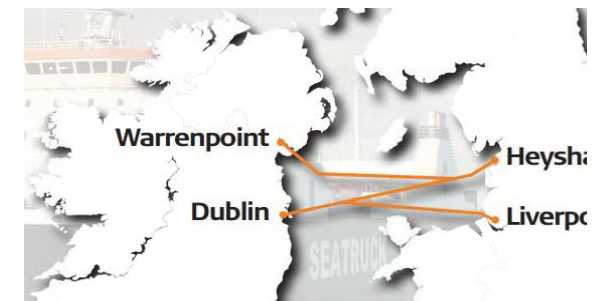 Warrenpoint
Heysha
Dublin
Liverpo
SEATRUCK